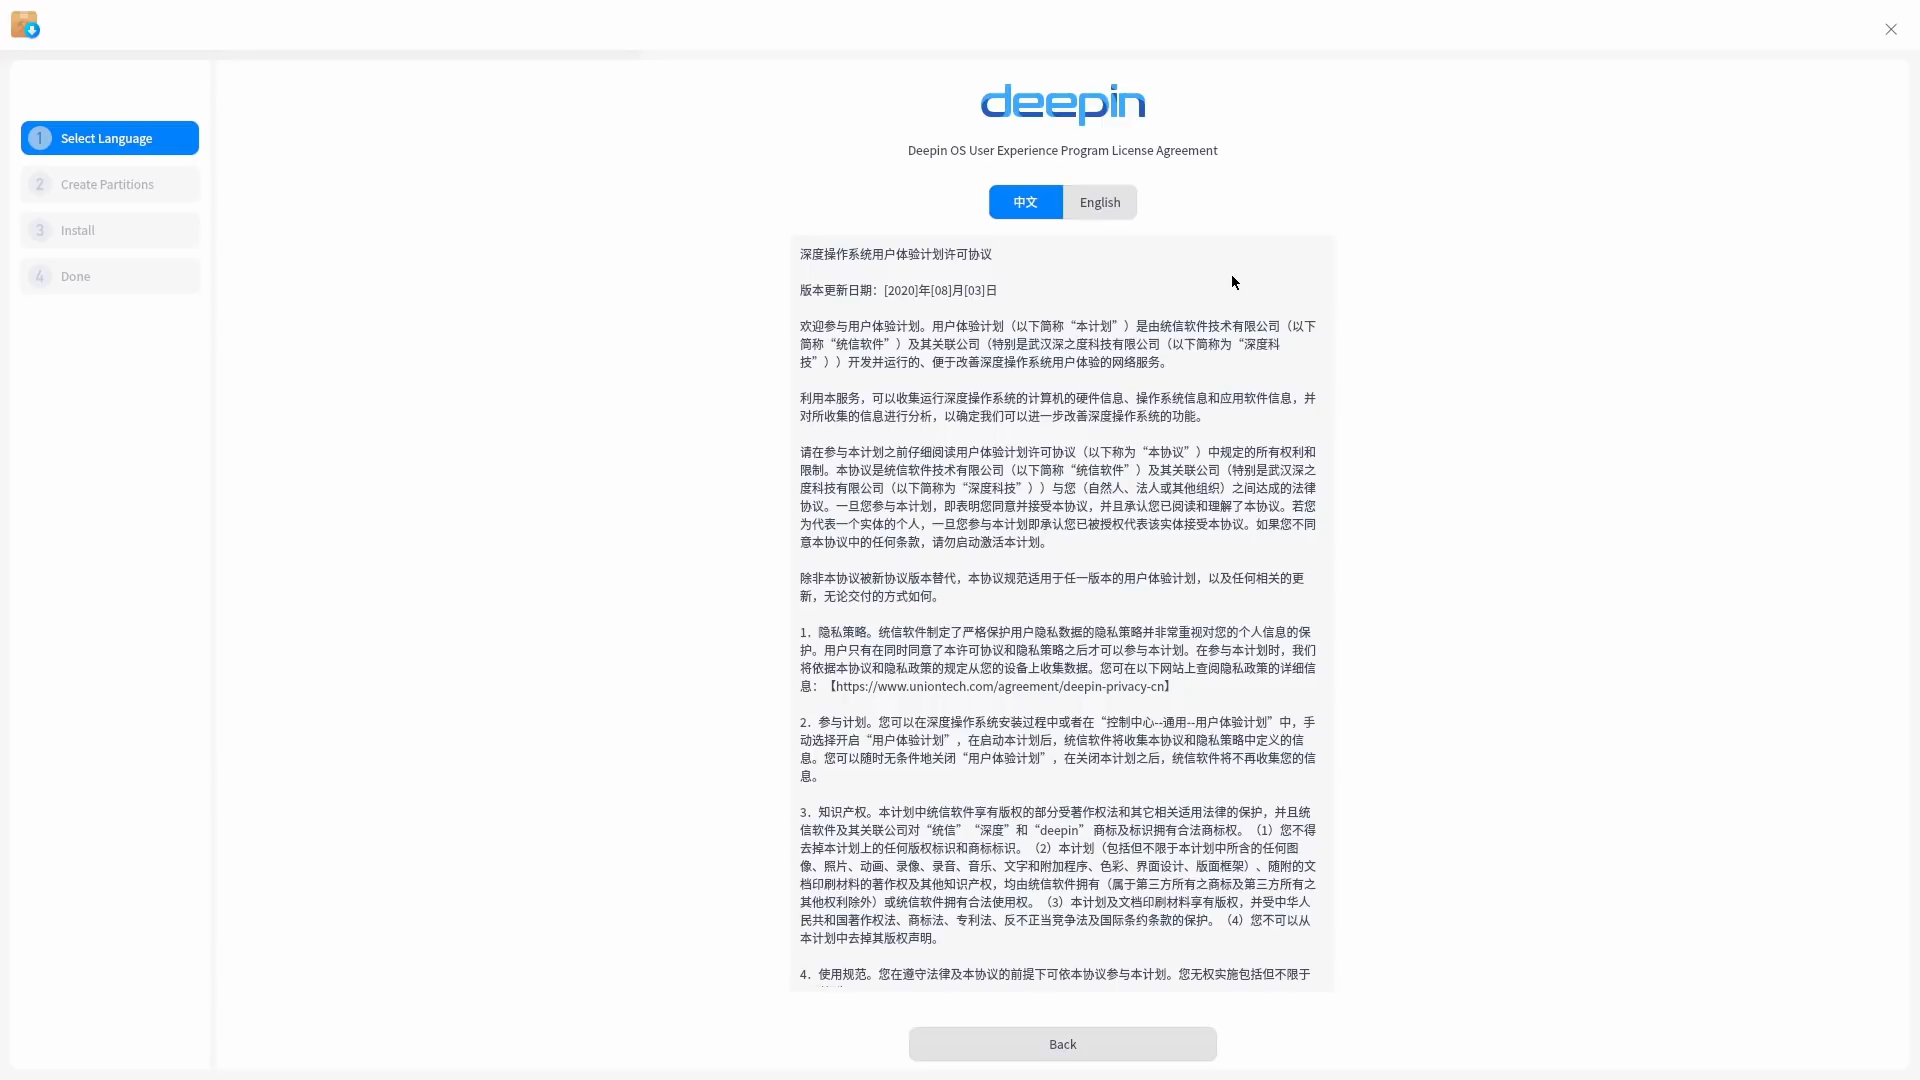 deepin
Deepin OS User Experience Program License Agreement
1 Select Language
2 Create Partitions
3 Install
4 Done
中文 English
深度操作系统用户体验计划许可协议
版本更新日期：[2020]年[08]月[03]日
欢迎参与用户体验计划。用户体验计划（以下简称“本计划”）是由统信软件技术有限公司（以下
简称“统信软件”）及其关联公司（特别是武汉深之度科技有限公司（以下简称为“深度科
技”））开发并运行的、便于改善深度操作系统用户体验的网络服务。
利用本服务，可以收集运行深度操作系统的计算机的硬件信息、操作系统信息和应用软件信息，并
对所收集的信息进行分析，以确定我们可以进一步改善深度操作系统的功能。
请在参与本计划之前仔细阅读用户体验计划许可协议（以下称为“本协议”）中规定的所有权利和
限制。本协议是统信软件技术有限公司（以下简称“统信软件”）及其关联公司（特别是武汉深之
度科技有限公司（以下简称为“深度科技”））与您（自然人、法人或其他组织）之间达成的法律
协议。一旦您参与本计划，即表明您同意并接受本协议，并且承认您已阅读和理解了本协议。若您
为代表一个实体的个人，一旦您参与本计划即承认您已被授权代表该实体接受本协议。如果您不同
意本协议中的任何条款，请勿启动激活本计划。
除非本协议被新协议版本替代，本协议规范适用于任一版本的用户体验计划，以及任何相关的更
新，无论交付的方式如何。
1. 隐私策略。统信软件制定了严格保护用户隐私数据的隐私策略并非常重视对您的个人信息的保
护。用户只有在同时同意了本许可协议和隐私策略之后才可以参与本计划。在参与本计划时，我们
将依据本协议和隐私政策的规定从您的设备上收集数据。您可在以下网站上查阅隐私政策的详细信
息：【https://www.uniontech.com/agreement/deepin-privacy-cn】
2. 参与计划。您可以在深度操作系统安装过程中或者在“控制中心--通用--用户体验计划”中，手
动选择开启“用户体验计划”，在启动本计划后，统信软件将收集本协议和隐私策略中定义的信
息。您可以随时无条件地关闭“用户体验计划”，在关闭本计划之后，统信软件将不再收集您的信
息。
3. 知识产权。本计划中统信软件享有版权的部分受著作权法和其它相关适用法律的保护，并且统
信软件及其关联公司对“统信”“深度”和“deepin” 商标及标识拥有合法商标权。（1）您不得
去掉本计划上的任何版权标识和商标标识。（2）本计划（包括但不限于本计划中所含的任何图
像、照片、动画、录像、录音、音乐、文字和附加程序、色彩、界面设计、版面框架）、随附的文
档印刷材料的著作权及其他知识产权，均由统信软件拥有（属于第三方所有之商标及第三方所有之
其他权利除外）或统信软件拥有合法使用权。（3）本计划及文档印刷材料享有版权，并受中华人
民共和国著作权法、商标法、专利法、反不正当竞争法及国际条约条款的保护。（4）您不可以从
本计划中去掉其版权声明。
4. 使用规范。您在遵守法律及本协议的前提下可依本协议参与本计划。您无权实施包括但不限于
Back